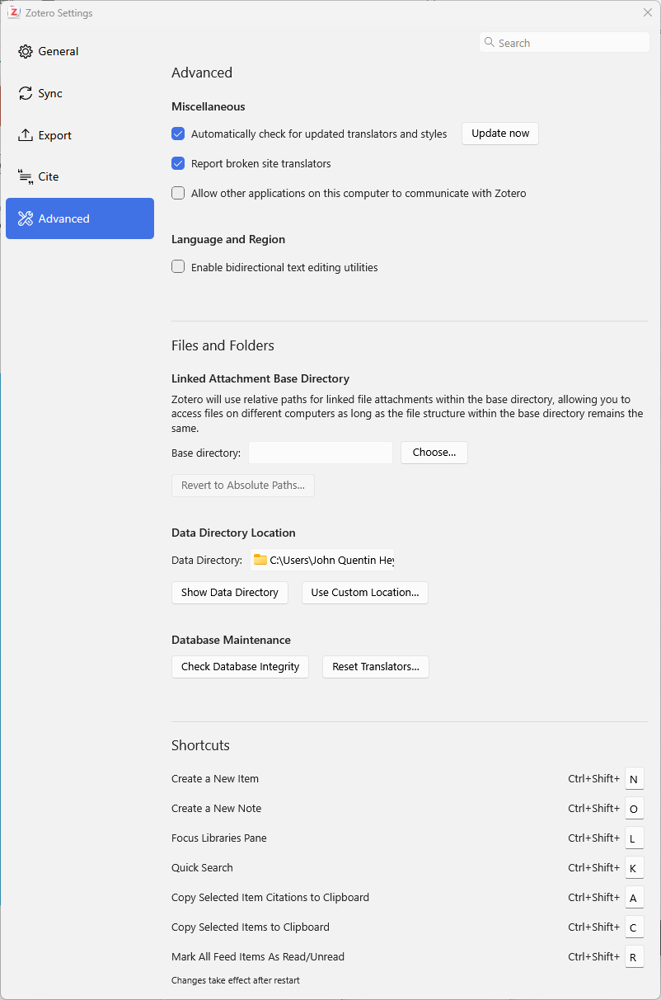 Zotero Settings
General
Sync
Export
Cite
Advanced
Search
Advanced
Miscellaneous
Automatically check for updated translators and styles
Update now
Report broken site translators
Allow other applications on this computer to communicate with Zotero
Language and Region
Enable bidirectional text editing utilities
Files and Folders
Linked Attachment Base Directory
Zotero will use relative paths for linked file attachments within the base directory, allowing you to
access files on different computers as long as the file structure within the base directory remains the
same.
Base directory:
Choose...
Revert to Absolute Paths...
Data Directory Location
Data Directory:
C:\Users\John Quentin Hey
Show Data Directory
Use Custom Location...
Database Maintenance
Check Database Integrity
Reset Translators...
Shortcuts
Create a New Item Ctrl+Shift+ N
Create a New Note Ctrl+Shift+ O
Focus Libraries Pane Ctrl+Shift+ L
Quick Search Ctrl+Shift+ K
Copy Selected Item Citations to Clipboard Ctrl+Shift+ A
Copy Selected Items to Clipboard Ctrl+Shift+ C
Mark All Feed Items As Read/Unread Ctrl+Shift+ R
Changes take effect after restart